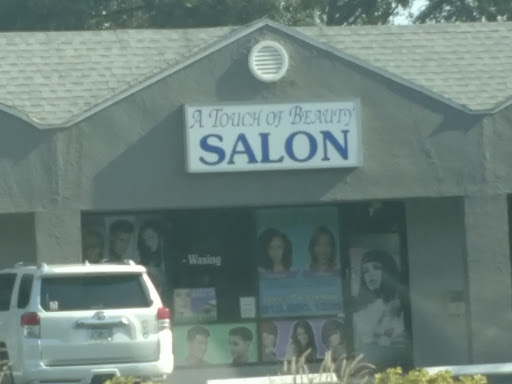 A Touch of Beauty
SALON
- Waxing